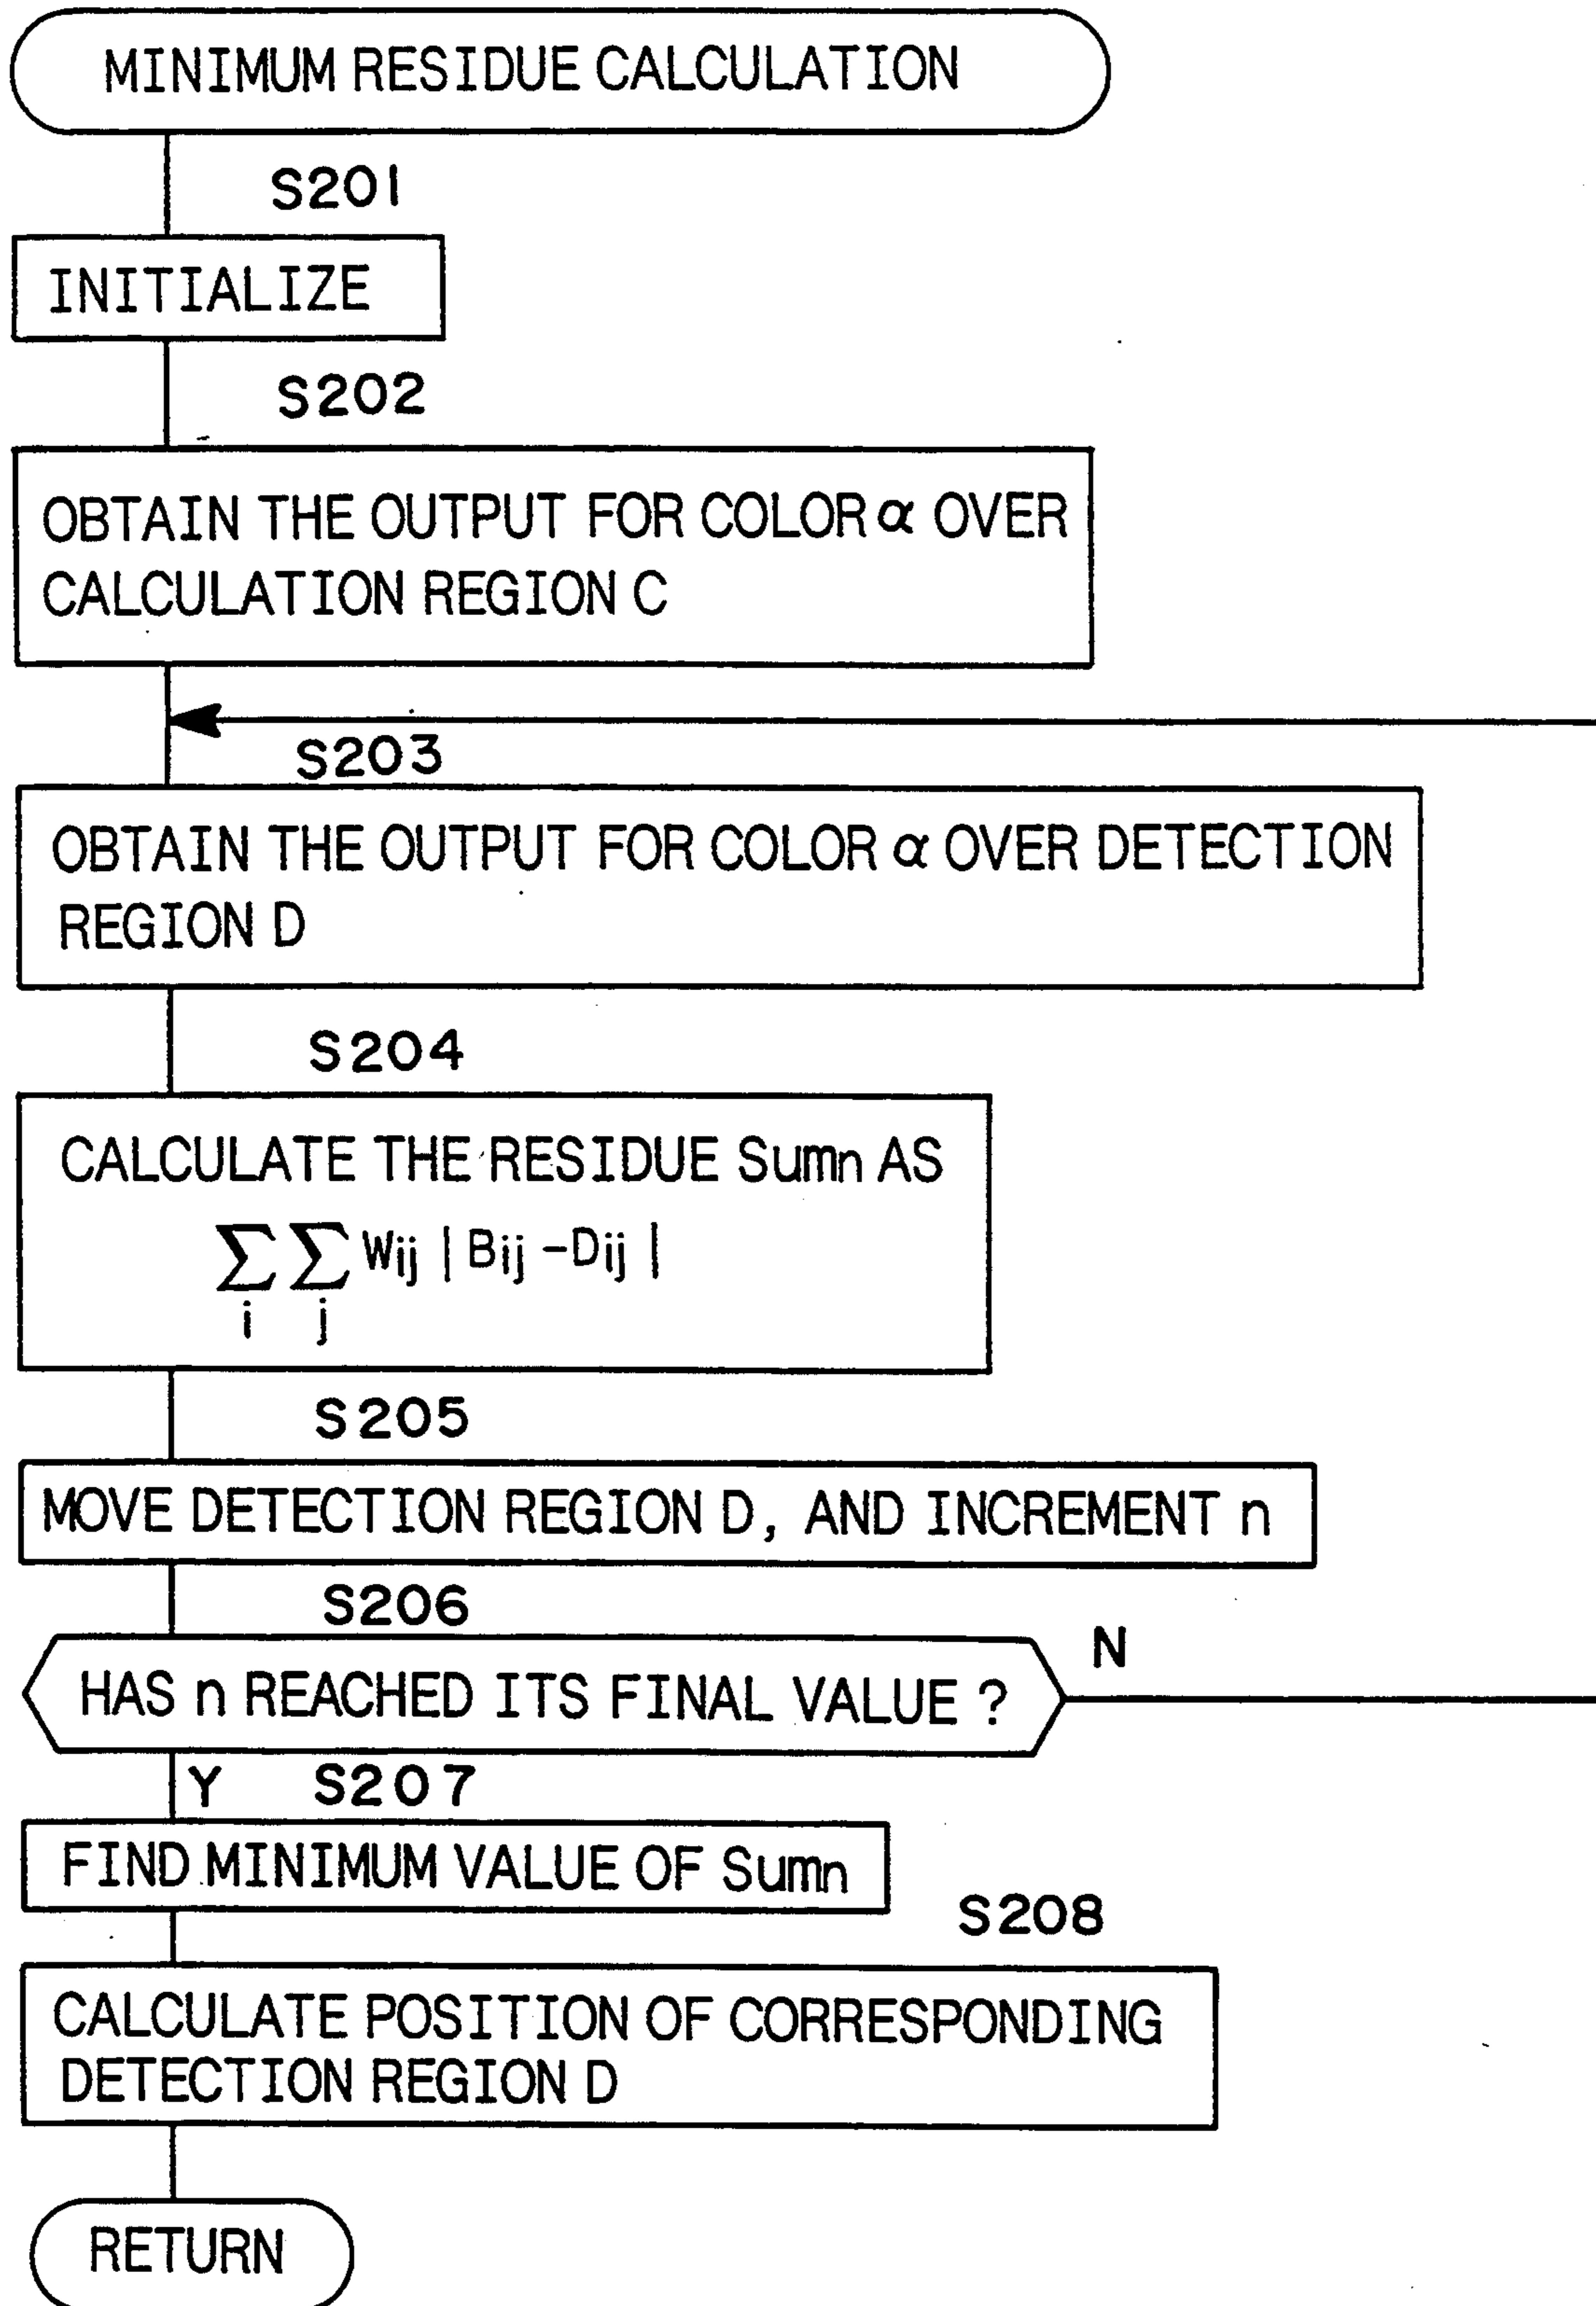 MINIMUM RESIDUE CALCULATION
S201
INITIALIZE
S202
OBTAIN THE OUTPUT FOR COLOR α OVER
CALCULATION REGION C
S203
OBTAIN THE OUTPUT FOR COLOR α OVER DETECTION
REGION D
S204
CALCULATE THE RESIDUE Sumn AS
∑ ∑ Wij | Bij -Dij |
i j
S205
MOVE DETECTION REGION D, AND INCREMENT n
S206
HAS n REACHED ITS FINAL VALUE ?
N
Y S207
FIND MINIMUM VALUE OF Sumn
S208
CALCULATE POSITION OF CORRESPONDING
DETECTION REGION D
RETURN